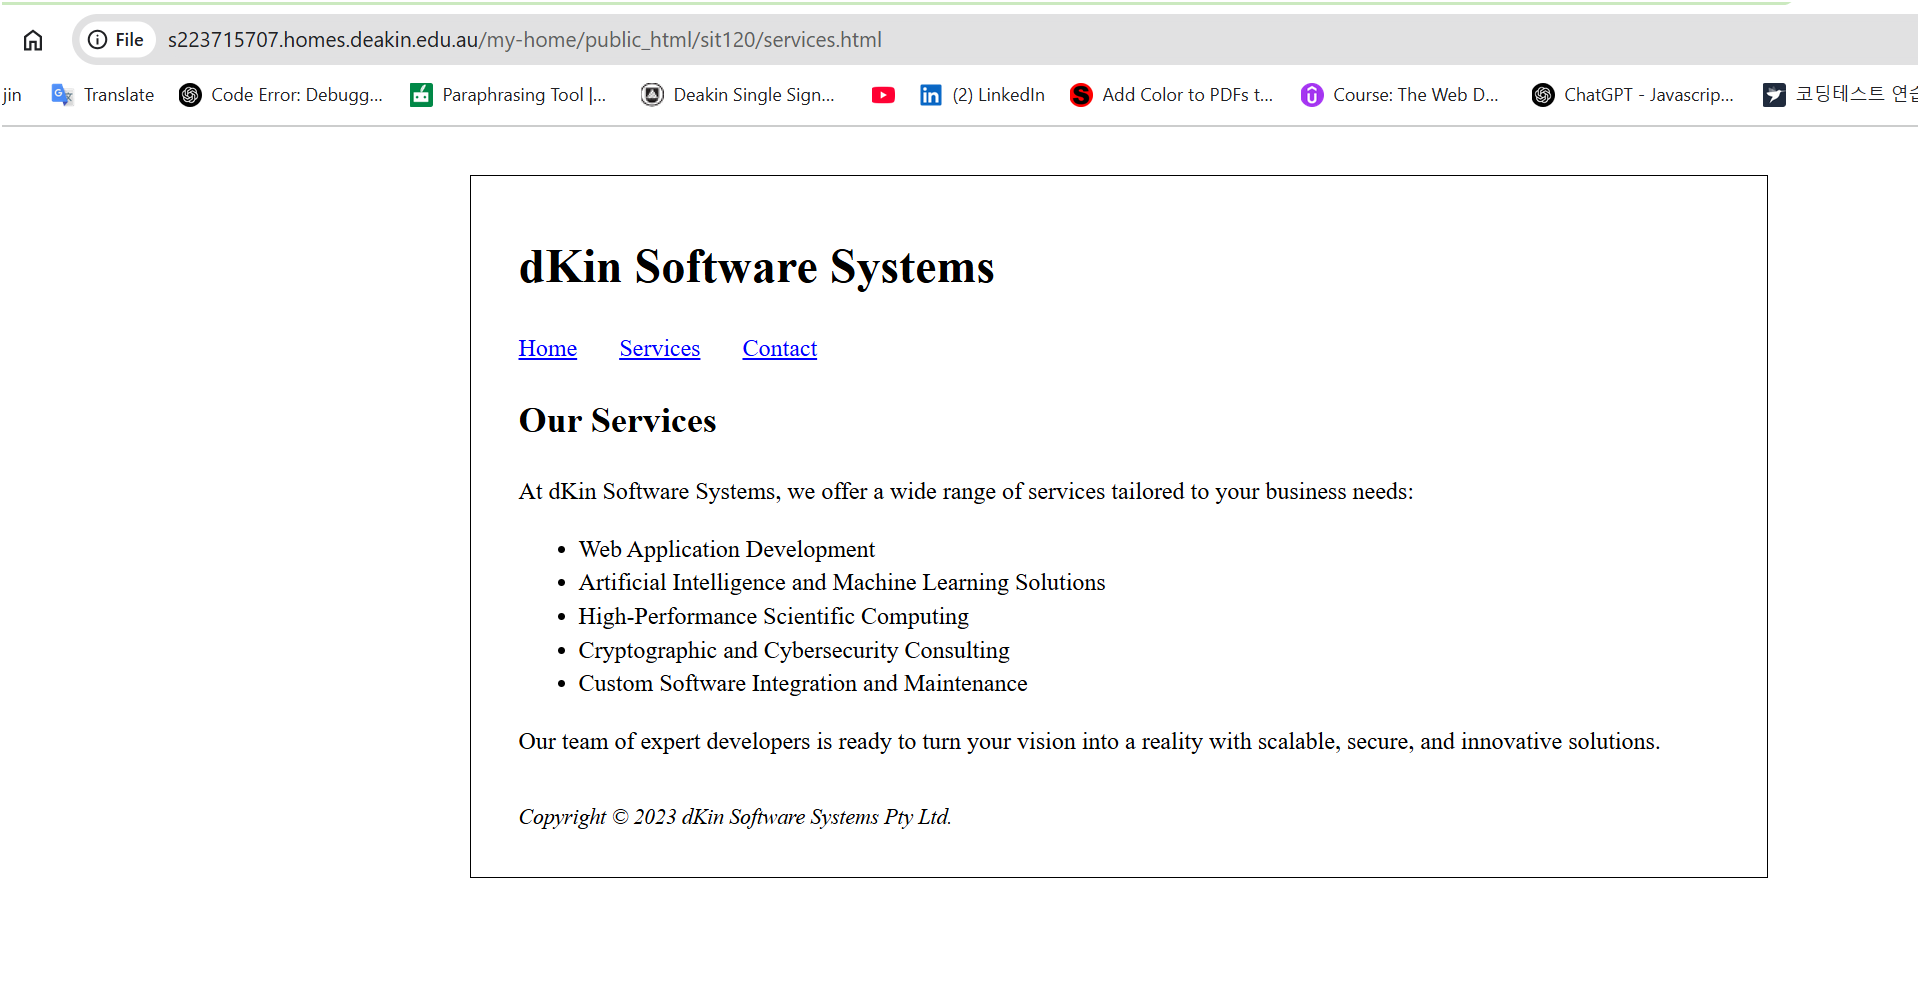 File s223715707.homes.deakin.edu.au/my-home/public_html/sit120/services.html
jin Translate Code Error: Debugg... Paraphrasing Tool |... Deakin Single Sign... (2) LinkedIn Add Color to PDFs t... Course: The Web D... ChatGPT - Javascrip... 코딩테스트 연습
dKin Software Systems
Home Services Contact
Our Services
At dKin Software Systems, we offer a wide range of services tailored to your business needs:
• Web Application Development
• Artificial Intelligence and Machine Learning Solutions
• High-Performance Scientific Computing
• Cryptographic and Cybersecurity Consulting
• Custom Software Integration and Maintenance
Our team of expert developers is ready to turn your vision into a reality with scalable, secure, and innovative solutions.
Copyright © 2023 dKin Software Systems Pty Ltd.